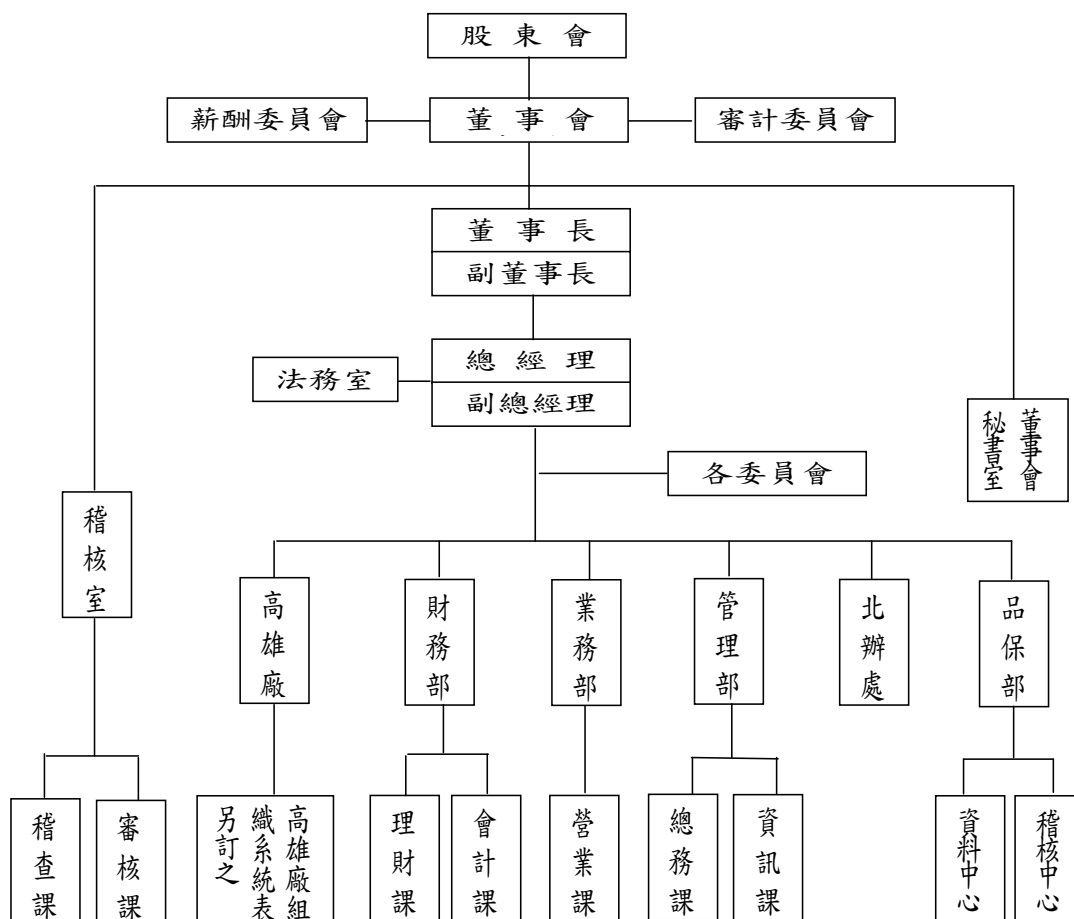 股東會
薪酬委員會
董事會
審計委員會
董事長
副董事長
法務室
總經理
副總經理
董事會
秘書室
各委員會
稽核室
高雄廠
財務部
業務部
管理部
北辦處
品保部
稽查課
審核課
高雄廠組
織系統表
另訂之
理財課
會計課
營業課
總務課
資訊課
資料中心
稽核中心